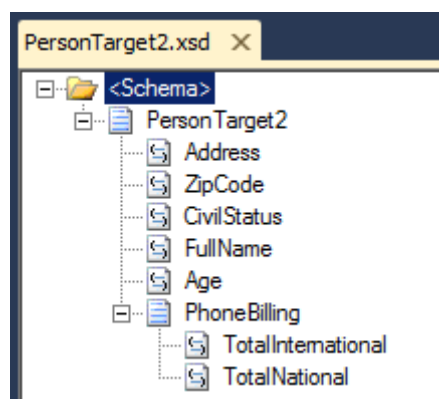 PersonTarget2.xsd
<Schema>
PersonTarget2
Address
ZipCode
CivilStatus
FullName
Age
PhoneBilling
TotalInternational
TotalNational